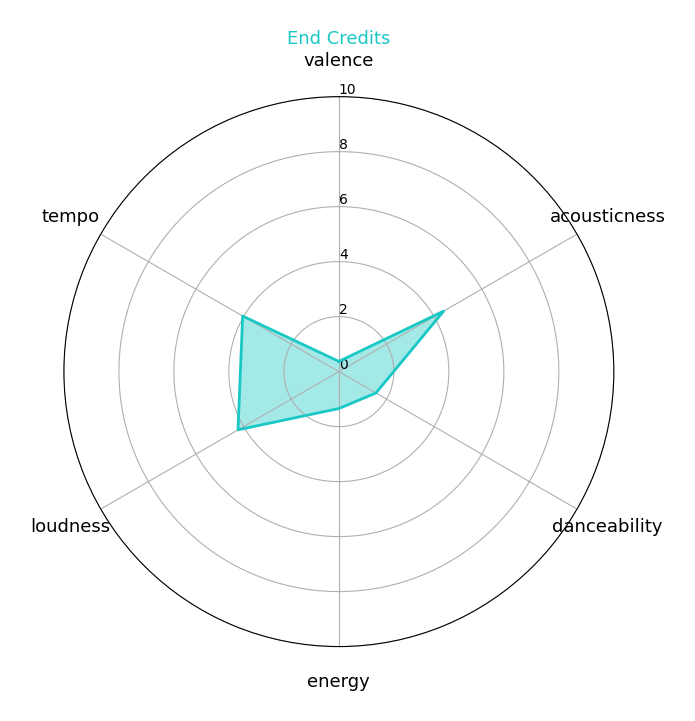 End Credits
valence
10
8
6
4
2
0
tempo
acousticness
loudness
danceability
energy